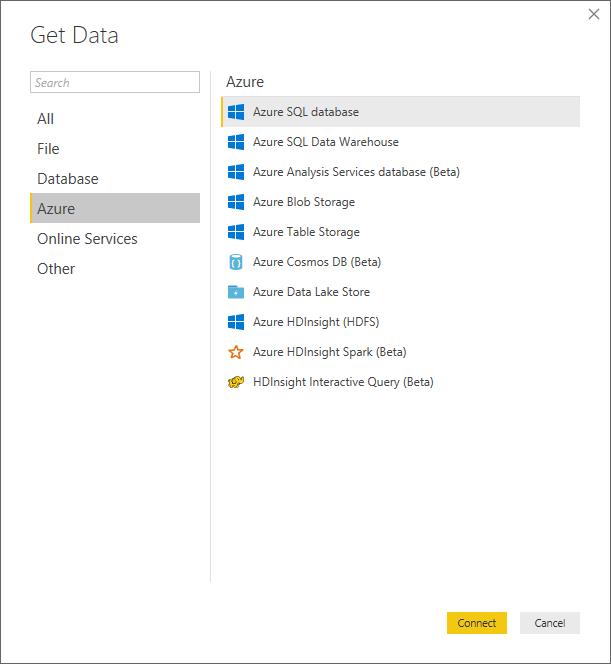 Get Data
Search
All
File
Database
Azure
Online Services
Other
Azure
Azure SQL database
Azure SQL Data Warehouse
Azure Analysis Services database (Beta)
Azure Blob Storage
Azure Table Storage
Azure Cosmos DB (Beta)
Azure Data Lake Store
Azure HDInsight (HDFS)
Azure HDInsight Spark (Beta)
HDInsight Interactive Query (Beta)
Connect
Cancel